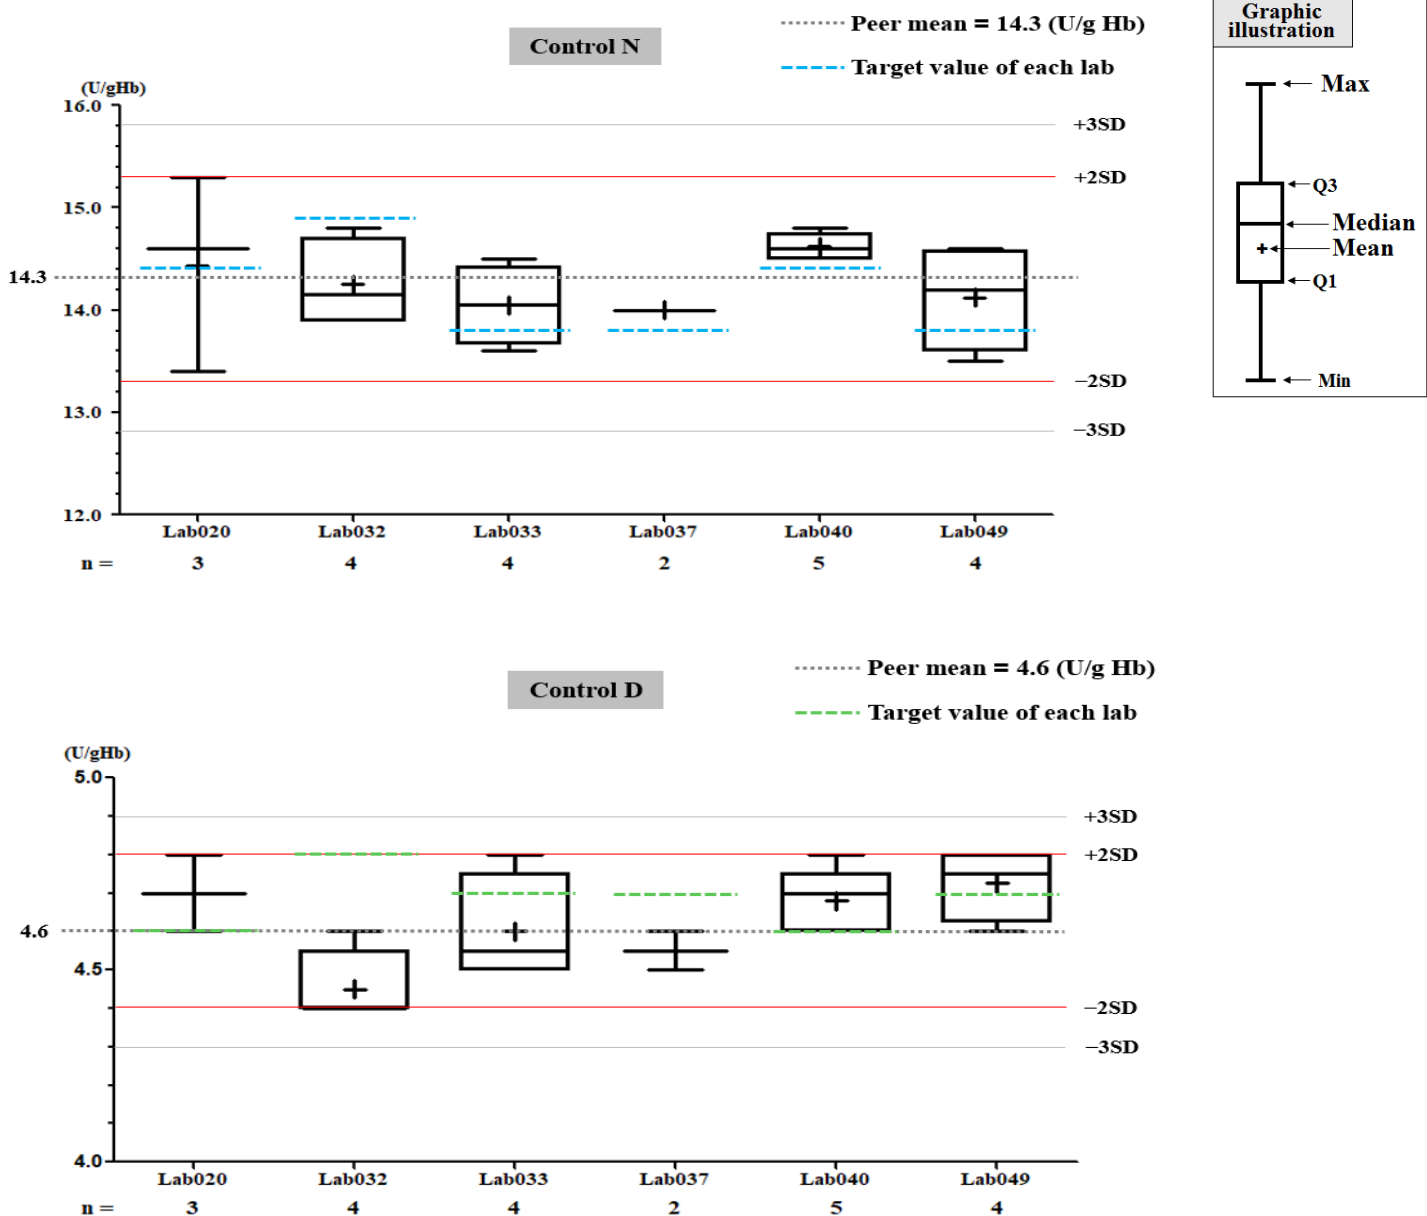 Control N
Peer mean = 14.3 (U/g Hb)
Target value of each lab
(U/gHb)
16.0
15.0
14.3
14.0
13.0
12.0
+3SD
+2SD
−2SD
−3SD
Lab020 Lab032 Lab033 Lab037 Lab040 Lab049
n = 3 4 4 2 5 4
Graphic
illustration
Max
Q3
Median
Mean
Q1
Min
Control D
Peer mean = 4.6 (U/g Hb)
Target value of each lab
(U/gHb)
5.0
4.6
4.5
4.0
+3SD
+2SD
−2SD
−3SD
Lab020 Lab032 Lab033 Lab037 Lab040 Lab049
n = 3 4 4 2 5 4